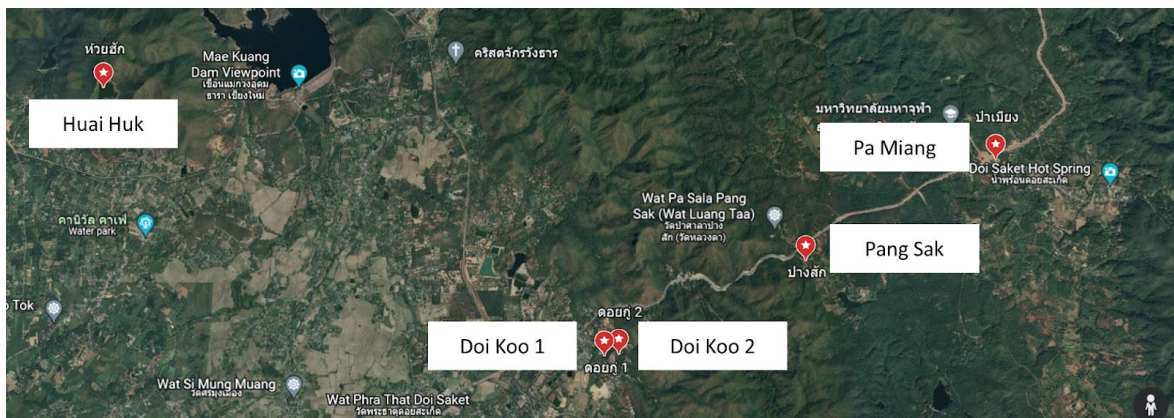 ห้วยฮัก
Huai Huk
Mae Kuang
Dam Viewpoint
เขื่อนแม่กวงอุดม
ธารา เชียงใหม่
คริสตจักรวังธาร
มหาวิทยาลัยมหาจุฬา
ป่าเมี่ยง
Pa Miang
Doi Saket Hot Spring
น้ำพุร้อนดอยสะเก็ด
คานิวัล คาเฟ่
Water park
Wat Pa Sala Pang
Sak (Wat Luang Taa)
วัดป่าศาลาปาง
สัก (วัดหลวงตา)
Pang Sak
ปางสัก
Tok
ดอยกู่ 2
Doi Koo 1
Doi Koo 2
ดอยกู่ 1
Wat Si Mung Muang
วัดศรีมุงเมือง
Wat Phra That Doi Saket
วัดพระธาตุดอยสะเก็ด